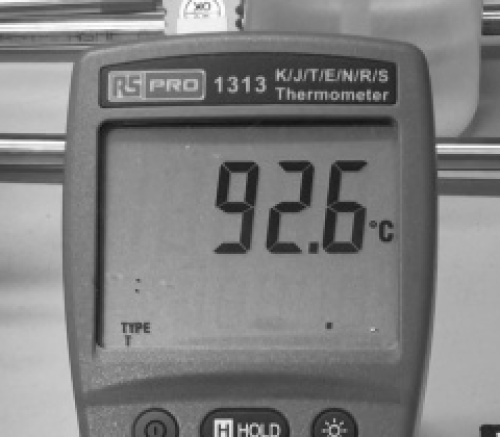 RS PRO 1313 K/J/T/E/N/R/S
Thermometer
92.6 °C
TYPE
T
H HOLD